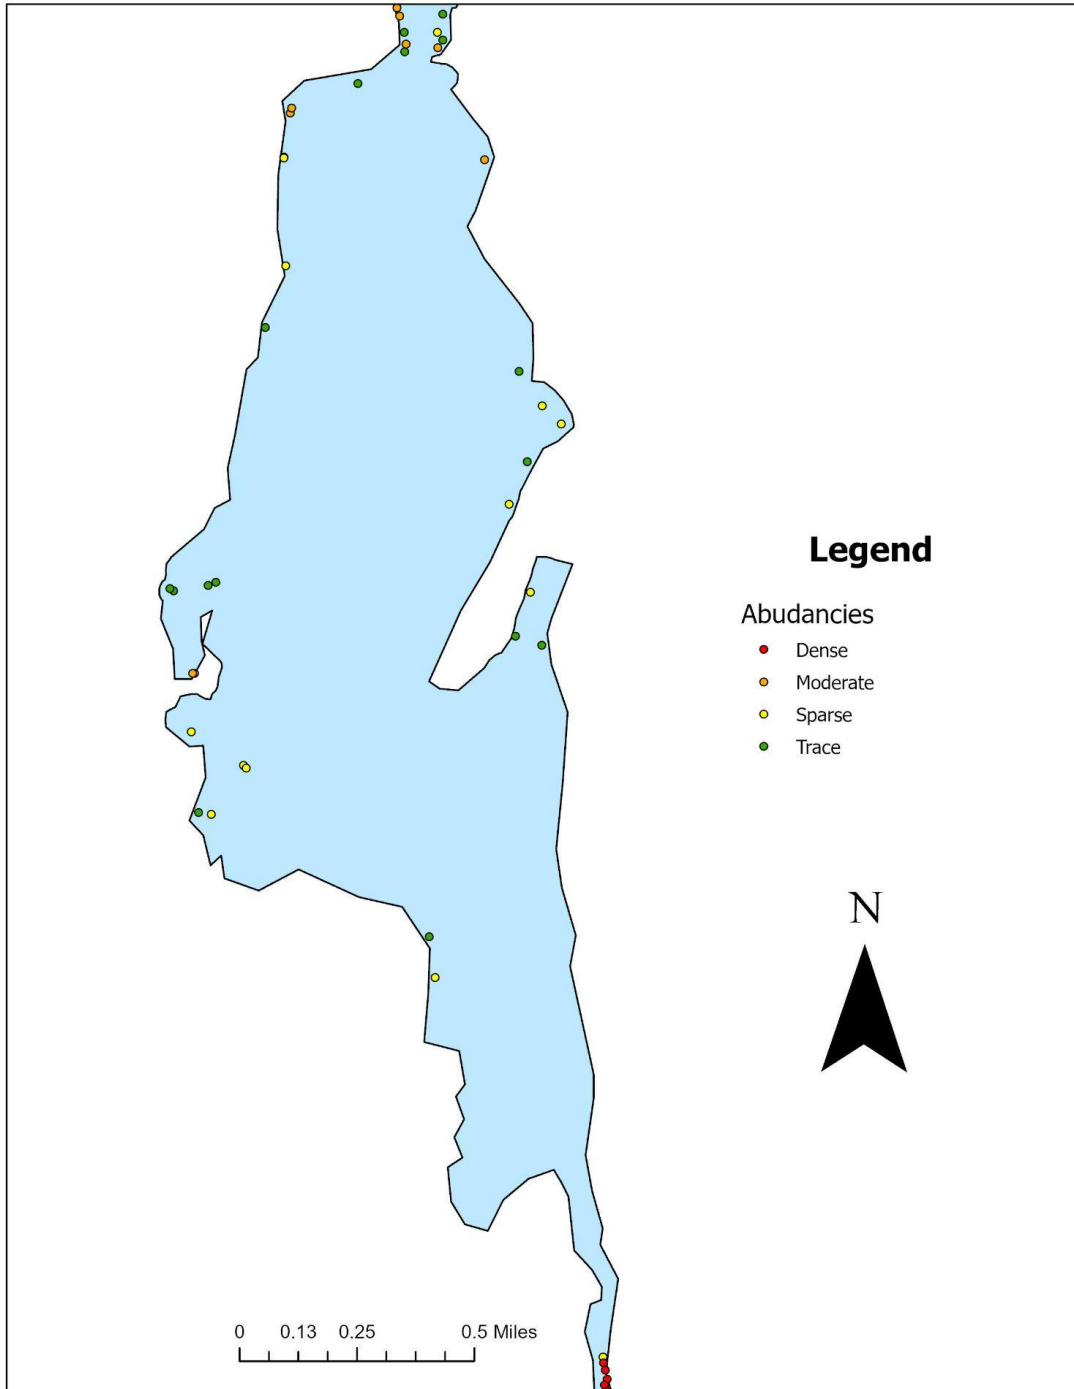 Legend
Abudancies
Dense
Moderate
Sparse
Trace
N
0 0.13 0.25 0.5 Miles